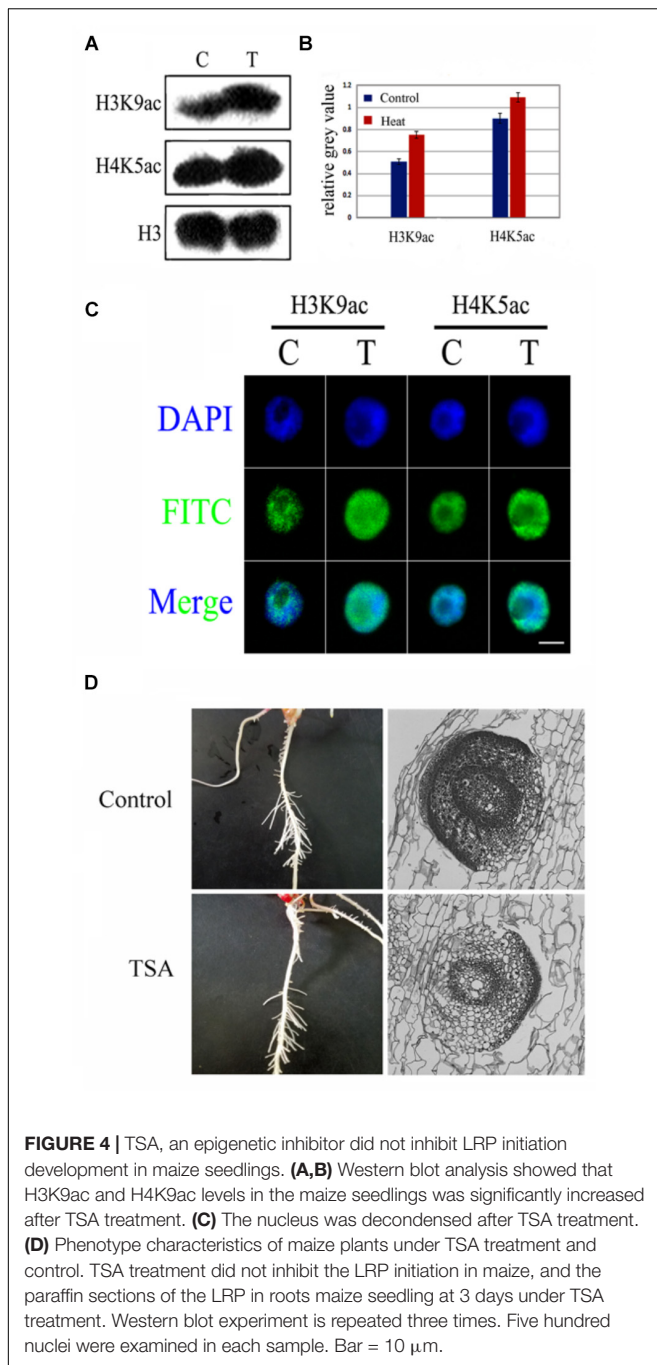 A
C T
H3K9ac
H4K5ac
H3
B
relative grey value
1.2
1
0.8
0.6
0.4
0.2
0
Control
Heat
H3K9ac H4K5ac
C
H3K9ac H4K5ac
C T C T
DAPI
FITC
Merge
D
Control
TSA
FIGURE 4 | TSA, an epigenetic inhibitor did not inhibit LRP initiation
development in maize seedlings. (A,B) Western blot analysis showed that
H3K9ac and H4K9ac levels in the maize seedlings was significantly increased
after TSA treatment. (C) The nucleus was decondensed after TSA treatment.
(D) Phenotype characteristics of maize plants under TSA treatment and
control. TSA treatment did not inhibit the LRP initiation in maize, and the
paraffin sections of the LRP in roots maize seedling at 3 days under TSA
treatment. Western blot experiment is repeated three times. Five hundred
nuclei were examined in each sample. Bar = 10 μm.